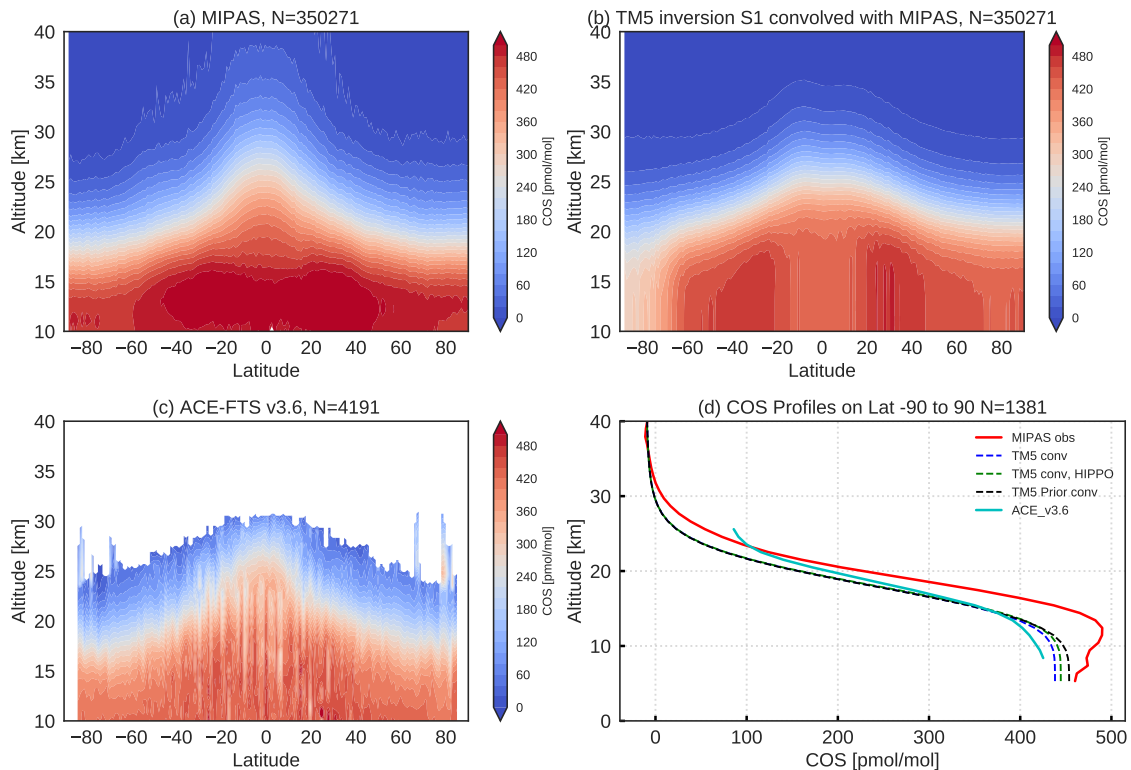 (a) MIPAS, N=350271
40
35
30
25
20
15
10
Altitude [km]
−80 −60 −40 −20 0 20 40 60 80
Latitude
480
420
360
300
240
180
120
60
0
COS [pmol/mol]
(b) TM5 inversion S1 convolved with MIPAS, N=350271
40
35
30
25
20
15
10
Altitude [km]
−80 −60 −40 −20 0 20 40 60 80
Latitude
480
420
360
300
240
180
120
60
0
COS [pmol/mol]
(c) ACE-FTS v3.6, N=4191
40
35
30
25
20
15
10
Altitude [km]
−80 −60 −40 −20 0 20 40 60 80
Latitude
480
420
360
300
240
180
120
60
0
COS [pmol/mol]
(d) COS Profiles on Lat -90 to 90 N=1381
40
30
20
10
0
Altitude [km]
MIPAS obs
TM5 conv
TM5 conv, HIPPO
TM5 Prior conv
ACE_v3.6
0 100 200 300 400 500
COS [pmol/mol]